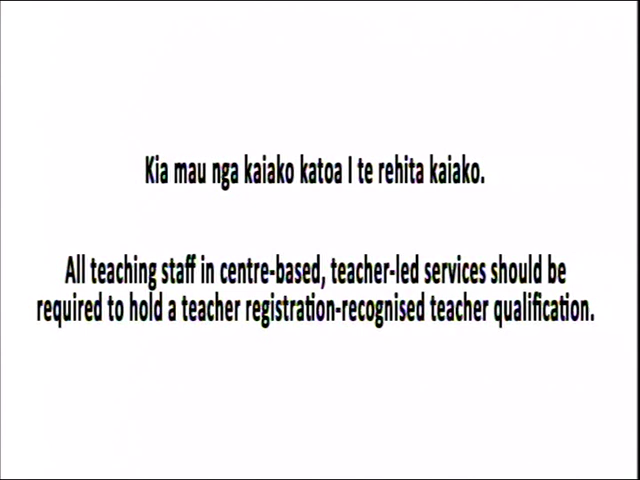 Kia mau nga kaiako katoa I te rehita kaiako.
All teaching staff in centre-based, teacher-led services should be
required to hold a teacher registration-recognised teacher qualification.